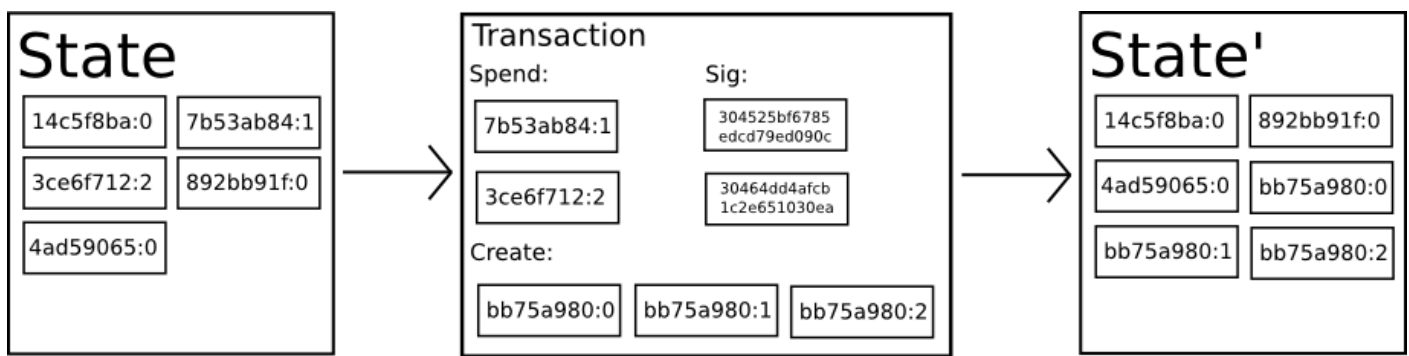 State
14c5f8ba:0 7b53ab84:1
3ce6f712:2 892bb91f:0
4ad59065:0
Transaction
Spend: Sig:
7b53ab84:1 304525bf6785
edcd79ed090c
3ce6f712:2 30464dd4afcb
1c2e651030ea
Create:
bb75a980:0 bb75a980:1 bb75a980:2
State'
14c5f8ba:0 892bb91f:0
4ad59065:0 bb75a980:0
bb75a980:1 bb75a980:2